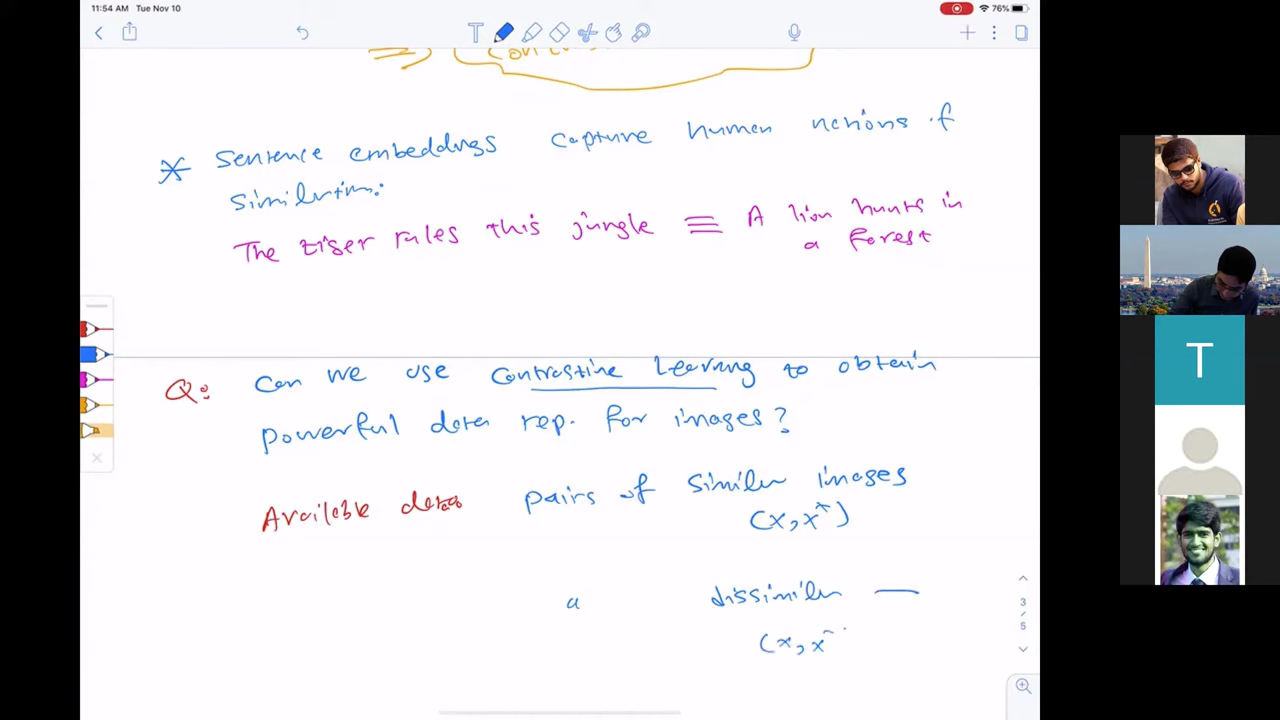 11:54 AM Tue Nov 10
76%
T
* Sentence embeddings capture human notions of
similarity:
The tiger rules this jungle ≡ A lion hunts in
a forest
Q: Can we use contrastive learning to obtain
powerful data rep. for images?
Available data pairs of similar images
(x, x⁺)
dissimilar —
(x, x⁻
3
/
5
T